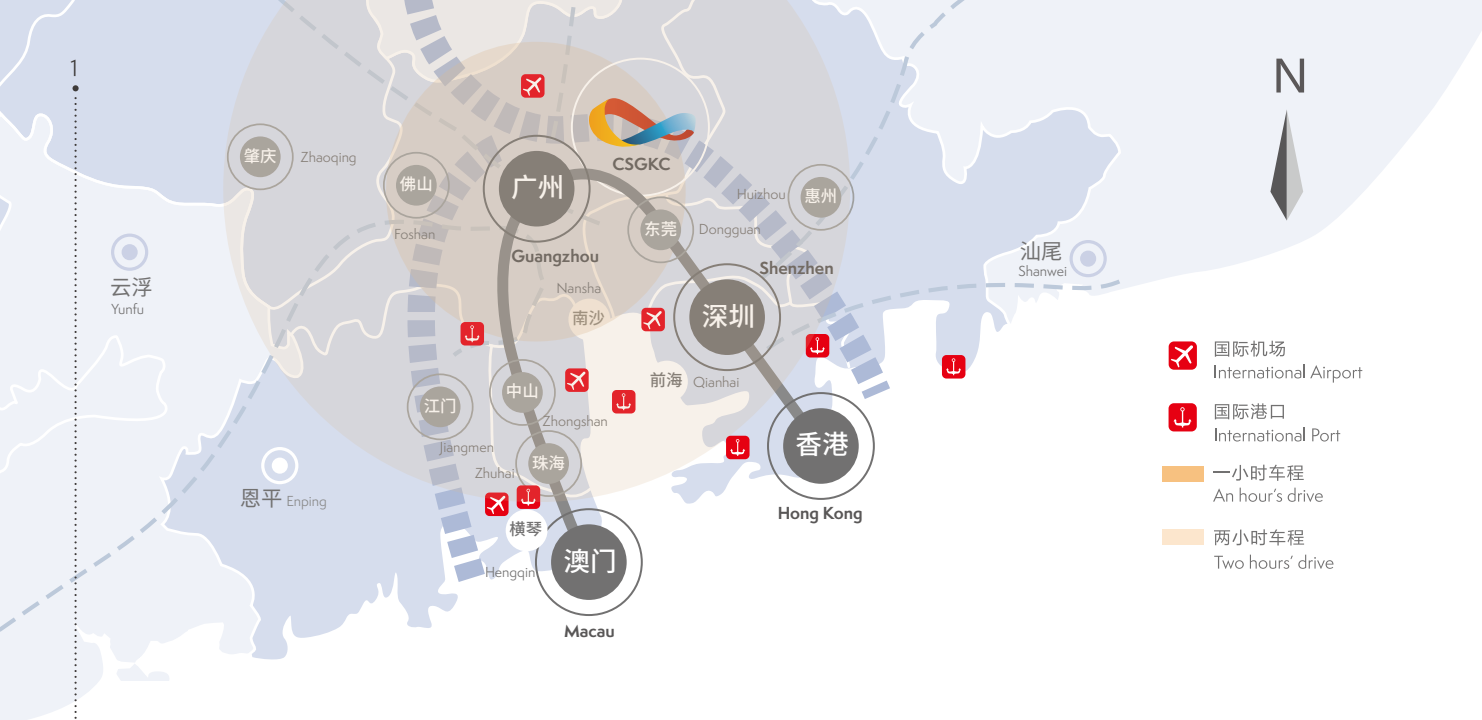 1
N
CSGKC
肇庆
Zhaoqing
佛山
Foshan
广州
Guangzhou
惠州
Huizhou
东莞
Dongguan
云浮
Yunfu
汕尾
Shanwei
Shenzhen
深圳
Nansha
南沙
前海
Qianhai
中山
Zhongshan
江门
Jiangmen
珠海
Zhuhai
香港
Hong Kong
恩平
Enping
横琴
Hengqin
澳门
Macau
国际机场
International Airport
国际港口
International Port
一小时车程
An hour's drive
两小时车程
Two hours' drive